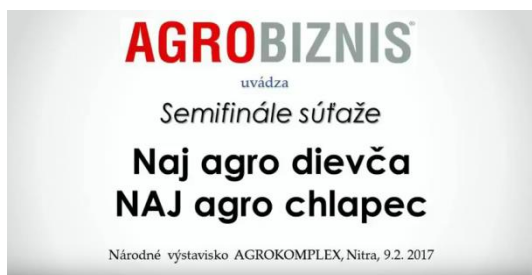 AGROBIZNIS
uvádza
Semifinále súťaže
Naj agro dievča
NAJ agro chlapec
Národné výstavisko AGROKOMPLEX, Nitra, 9.2. 2017